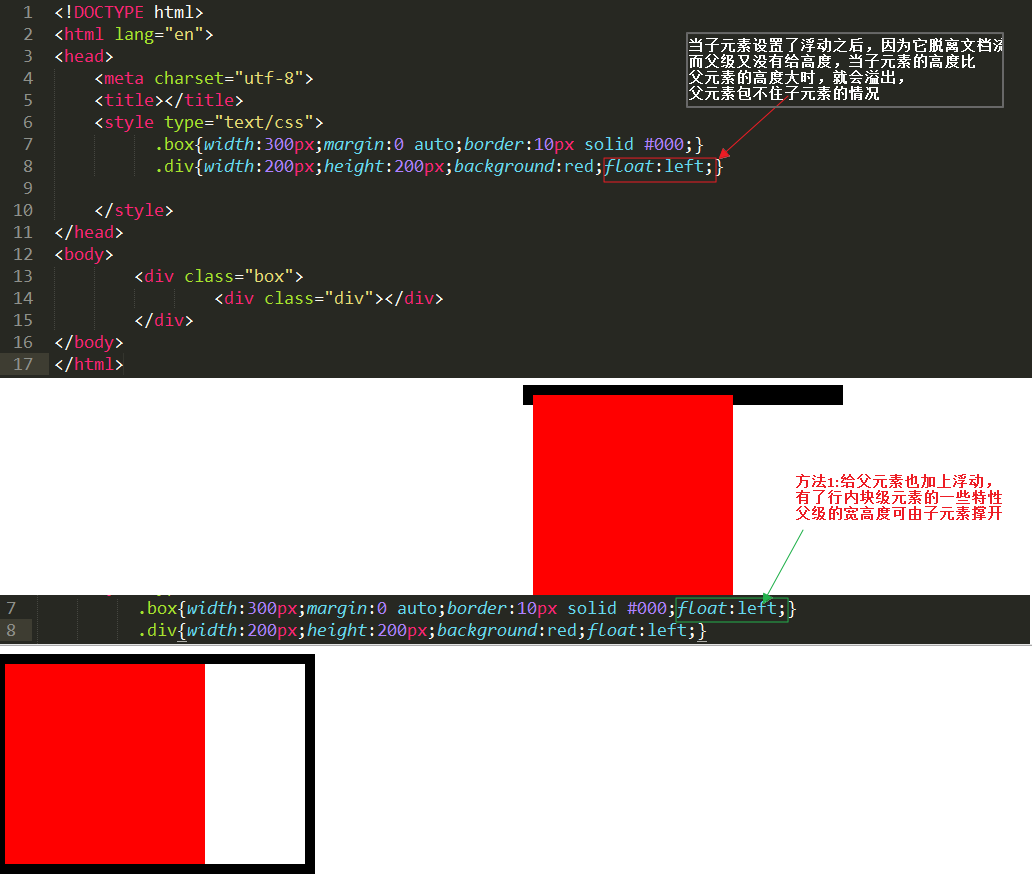 1 <!DOCTYPE html>
2 <html lang="en">
3 <head>
4 <meta charset="utf-8">
5 <title></title>
6 <style type="text/css">
7 .box{width:300px;margin:0 auto;border:10px solid #000;}
8 .div{width:200px;height:200px;background:red;float:left;}
9
10 </style>
11 </head>
12 <body>
13 <div class="box">
14 <div class="div"></div>
15 </div>
16 </body>
17 </html>
当子元素设置了浮动之后，因为它脱离文档
而父级又没有给高度，当子元素的高度比
父元素的高度大时，就会溢出，
父元素包不住子元素的情况
方法1:给父元素也加上浮动，
有了行内块级元素的一些特性
父级的宽高度可由子元素撑开
7 .box{width:300px;margin:0 auto;border:10px solid #000;float:left;}
8 .div{width:200px;height:200px;background:red;float:left;}